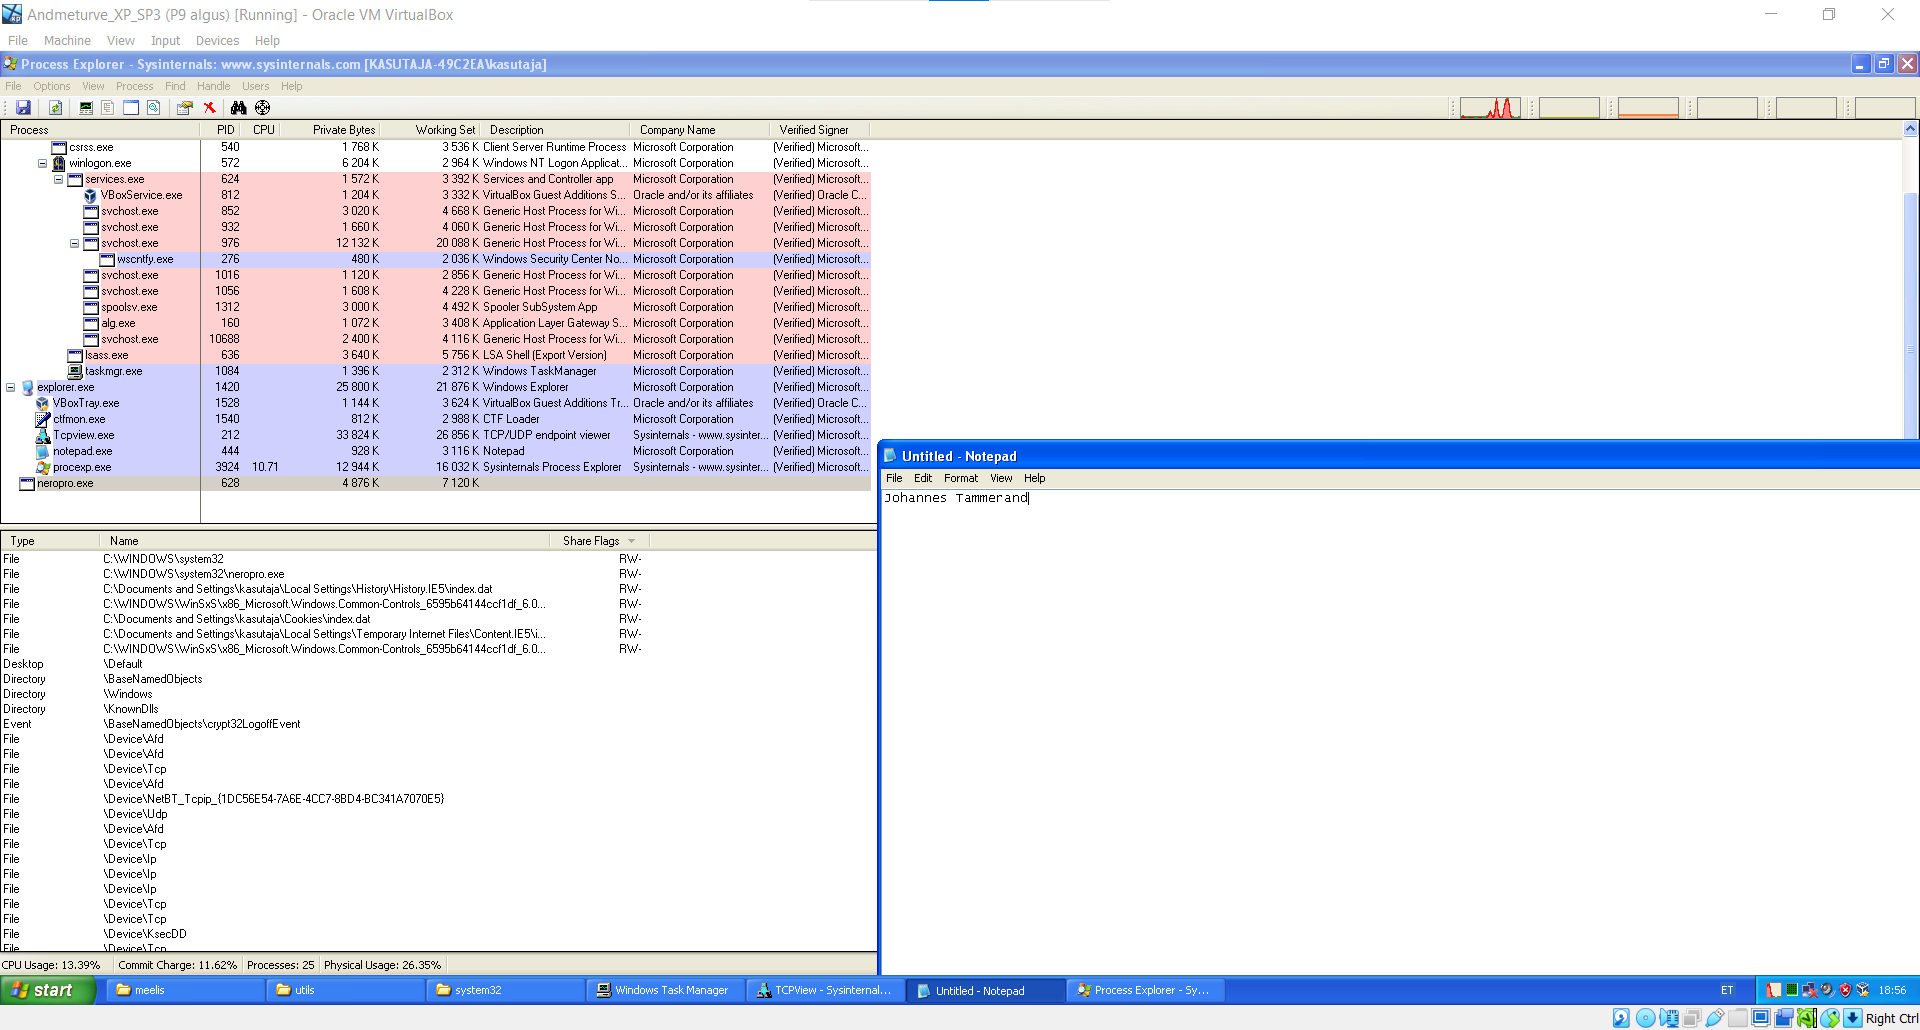 Andmeturve_XP_SP3 (P9 algus) [Running] - Oracle VM VirtualBox
File Machine View Input Devices Help
Process Explorer - Sysinternals: www.sysinternals.com [KASUTAJA-49C2EA\kasutaja]
File Options View Process Find Handle Users Help
Process PID CPU Private Bytes Working Set Description Company Name Verified Signer
csrss.exe 540 1 768 K 3 536 K Client Server Runtime Process Microsoft Corporation (Verified) Microsoft...
winlogon.exe 572 6 204 K 2 964 K Windows NT Logon Applicat... Microsoft Corporation (Verified) Microsoft...
services.exe 624 1 572 K 3 392 K Services and Controller app Microsoft Corporation (Verified) Microsoft...
VBoxService.exe 812 1 204 K 3 332 K VirtualBox Guest Additions S... Oracle and/or its affiliates (Verified) Oracle C...
svchost.exe 852 3 020 K 4 668 K Generic Host Process for Wi... Microsoft Corporation (Verified) Microsoft...
svchost.exe 932 1 660 K 4 060 K Generic Host Process for Wi... Microsoft Corporation (Verified) Microsoft...
svchost.exe 976 12 132 K 20 088 K Generic Host Process for Wi... Microsoft Corporation (Verified) Microsoft...
wscntfy.exe 276 480 K 2 036 K Windows Security Center No... Microsoft Corporation (Verified) Microsoft...
svchost.exe 1016 1 120 K 2 856 K Generic Host Process for Wi... Microsoft Corporation (Verified) Microsoft...
svchost.exe 1056 1 608 K 4 228 K Generic Host Process for Wi... Microsoft Corporation (Verified) Microsoft...
spoolsv.exe 1312 3 000 K 4 492 K Spooler SubSystem App Microsoft Corporation (Verified) Microsoft...
alg.exe 160 1 072 K 3 408 K Application Layer Gateway S... Microsoft Corporation (Verified) Microsoft...
svchost.exe 10688 2 400 K 4 116 K Generic Host Process for Wi... Microsoft Corporation (Verified) Microsoft...
lsass.exe 636 3 640 K 5 756 K LSA Shell (Export Version) Microsoft Corporation (Verified) Microsoft...
taskmgr.exe 1084 1 396 K 2 312 K Windows TaskManager Microsoft Corporation (Verified) Microsoft...
explorer.exe 1420 25 800 K 21 876 K Windows Explorer Microsoft Corporation (Verified) Microsoft...
VBoxTray.exe 1528 1 144 K 3 624 K VirtualBox Guest Additions Tr... Oracle and/or its affiliates (Verified) Oracle C...
ctfmon.exe 1540 812 K 2 988 K CTF Loader Microsoft Corporation (Verified) Microsoft...
Tcpview.exe 212 33 824 K 26 856 K TCP/UDP endpoint viewer Sysinternals - www.sysinter... (Verified) Microsoft...
notepad.exe 444 928 K 3 116 K Notepad Microsoft Corporation (Verified) Microsoft...
procexp.exe 3924 10.71 12 944 K 16 032 K Sysinternals Process Explorer Sysinternals - www.sysinter... (Verified) Microsoft...
neropro.exe 628 4 876 K 7 120 K
Type Name Share Flags
File C:\WINDOWS\system32 RW-
File C:\WINDOWS\system32\neropro.exe RW-
File C:\Documents and Settings\kasutaja\Local Settings\History\History.IE5\index.dat RW-
File C:\WINDOWS\WinSxS\x86_Microsoft.Windows.Common-Controls_6595b64144ccf1df_6.0... RW-
File C:\Documents and Settings\kasutaja\Cookies\index.dat RW-
File C:\Documents and Settings\kasutaja\Local Settings\Temporary Internet Files\Content.IE5\i... RW-
File C:\WINDOWS\WinSxS\x86_Microsoft.Windows.Common-Controls_6595b64144ccf1df_6.0... RW-
Desktop \Default
Directory \BaseNamedObjects
Directory \Windows
Directory \KnownDlls
Event \BaseNamedObjects\crypt32LogoffEvent
File \Device\Afd
File \Device\Afd
File \Device\Tcp
File \Device\Afd
File \Device\NetBT_Tcpip_{1DC56E54-7A6E-4CC7-8BD4-BC341A7070E5}
File \Device\Udp
File \Device\Afd
File \Device\Tcp
File \Device\Ip
File \Device\Ip
File \Device\Ip
File \Device\Tcp
File \Device\Tcp
File \Device\KsecDD
File \Device\Tcp
CPU Usage: 13.39% Commit Charge: 11.62% Processes: 25 Physical Usage: 26.35%
Untitled - Notepad
File Edit Format View Help
Johannes Tammerand
start meelis utils system32 Windows Task Manager TCPView - Sysinternal... Untitled - Notepad Process Explorer - Sy... ET 18:56
Right Ctrl